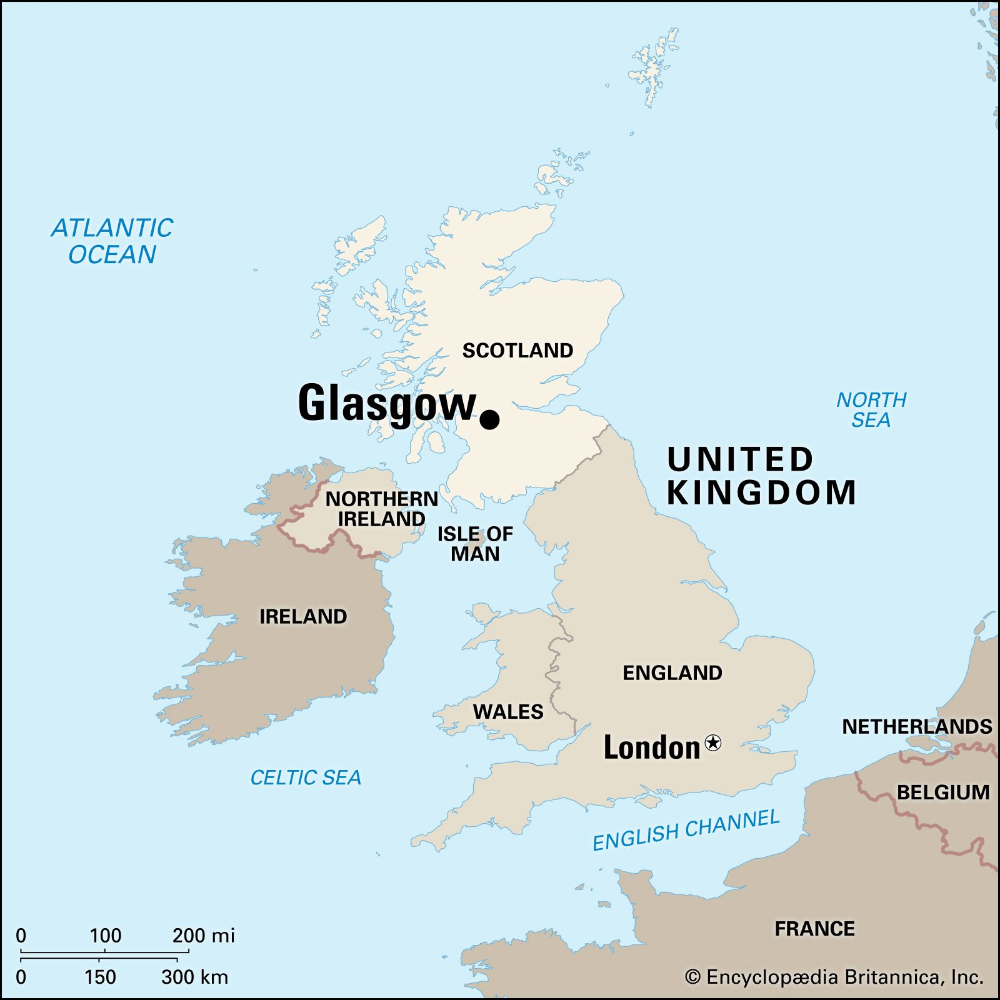 ATLANTIC
OCEAN
SCOTLAND
Glasgow
NORTH
SEA
UNITED
KINGDOM
NORTHERN
IRELAND
ISLE OF
MAN
IRELAND
ENGLAND
WALES
NETHERLANDS
London
CELTIC SEA
BELGIUM
ENGLISH CHANNEL
FRANCE
0 100 200 mi
0 150 300 km
© Encyclopædia Britannica, Inc.